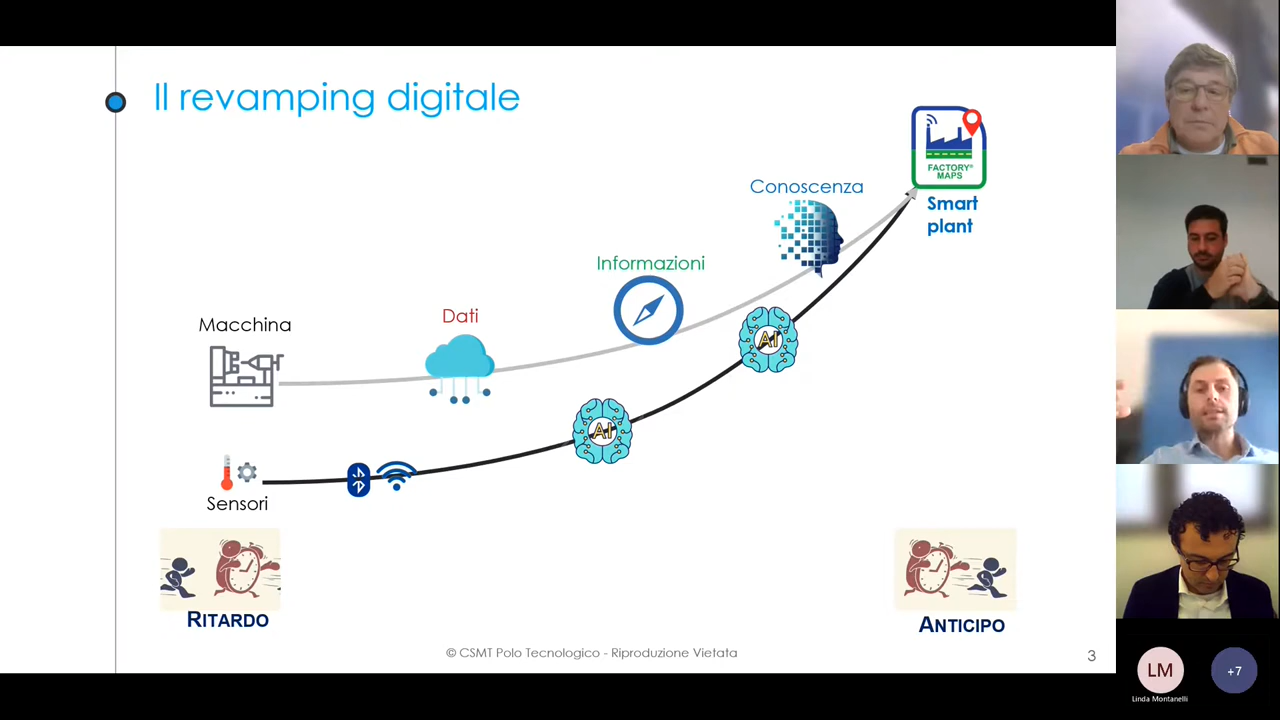 Il revamping digitale
FACTORY®
MAPS
Smart
plant
Conoscenza
Informazioni
Dati
Macchina
AI
AI
Sensori
RITARDO
ANTICIPO
© CSMT Polo Tecnologico - Riproduzione Vietata
3
LM
+7
Linda Montanelli